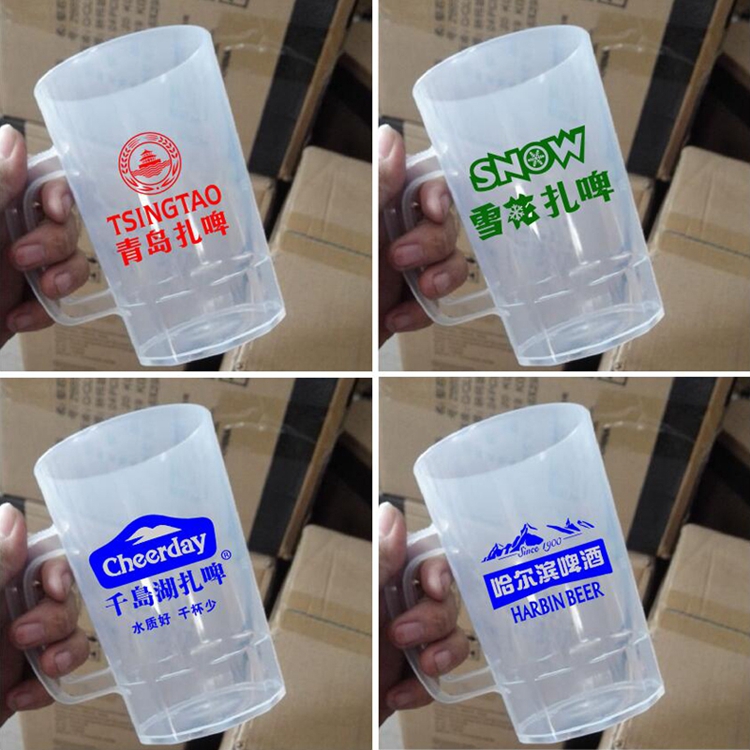 TSINGTAO
青岛扎啤
SNOW
雪花扎啤
Cheerday®
千島湖扎啤
水质好 干杯少
Since 1900
哈尔滨啤酒
HARBIN BEER